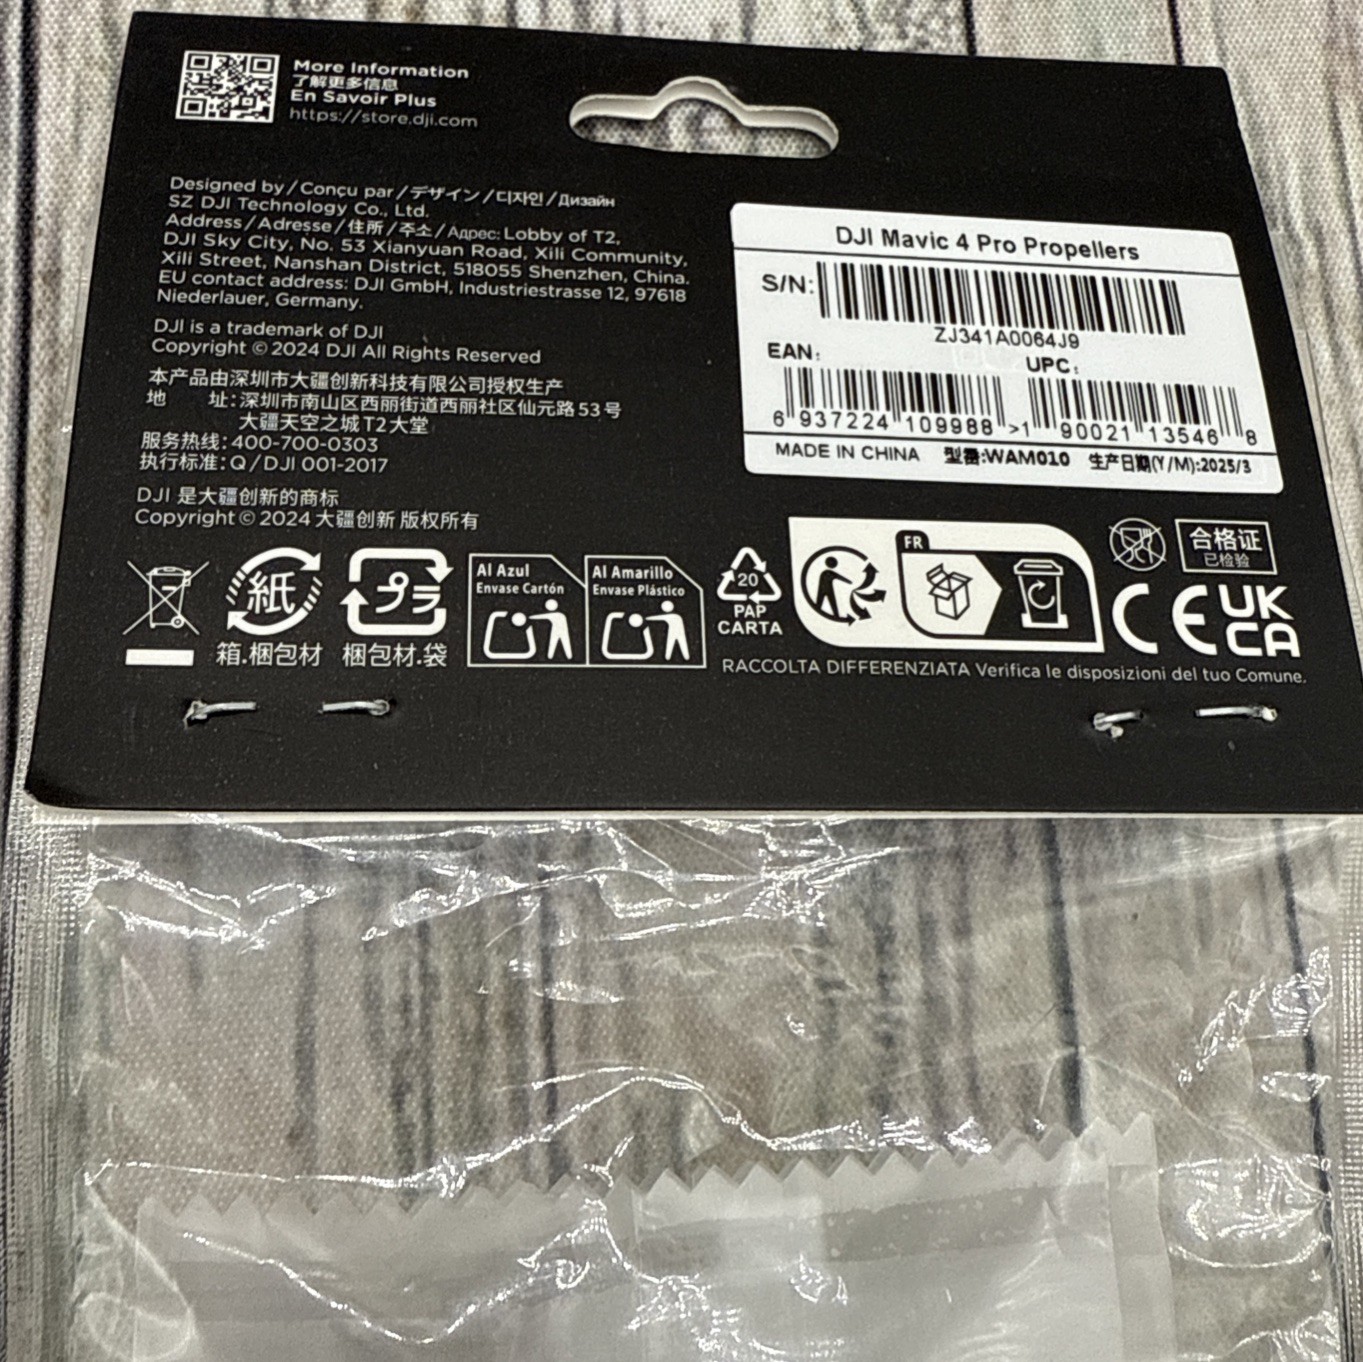 More Information
了解更多信息
En Savoir Plus
https://store.dji.com
Designed by / Conçu par / デザイン / 디자인 / Дизайн
SZ DJI Technology Co., Ltd.
Address / Adresse / 住所 / 주소 / Адрес: Lobby of T2,
DJI Sky City, No. 53 Xianyuan Road, Xili Community,
Xili Street, Nanshan District, 518055 Shenzhen, China.
EU contact address: DJI GmbH, Industriestrasse 12, 97618
Niederlauer, Germany.
DJI is a trademark of DJI
Copyright © 2024 DJI All Rights Reserved
本产品由深圳市大疆创新科技有限公司授权生产
地 址: 深圳市南山区西丽街道西丽社区仙元路 53 号
大疆天空之城 T2 大堂
服务热线: 400-700-0303
执行标准: Q / DJI 001-2017
DJI 是大疆创新的商标
Copyright © 2024 大疆创新 版权所有
DJI Mavic 4 Pro Propellers
S/N:
ZJ341A0064J9
EAN: UPC:
6 937224 109988 > 1 90021 13546 8
MADE IN CHINA 型番:WAM010 生产日期(Y/M):2025/3
紙
箱.梱包材
プラ
梱包材.袋
Al Azul
Envase Cartón
Al Amarillo
Envase Plástico
20
PAP
CARTA
FR
合格证
已检验
CE
UK
CA
RACCOLTA DIFFERENZIATA Verifica le disposizioni del tuo Comune.